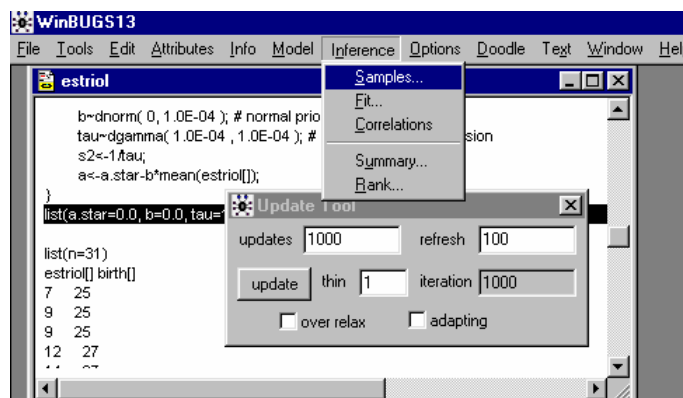 WinBUGS13
File Tools Edit Attributes Info Model Inference Options Doodle Text Window
estriol
Samples...
Fit...
Correlations
Summary...
Rank...
b~dnorm( 0, 1.0E-04 ); # normal prio
tau~dgamma( 1.0E-04 , 1.0E-04 ); # sion
s2<-1/tau;
a<-a.star-b*mean(estriol[]);
}
list(a.star=0.0, b=0.0, tau=
list(n=31)
estriol[] birth[]
7 25
9 25
9 25
12 27
Update Tool
updates 1000 refresh 100
update thin 1 iteration 1000
over relax adapting